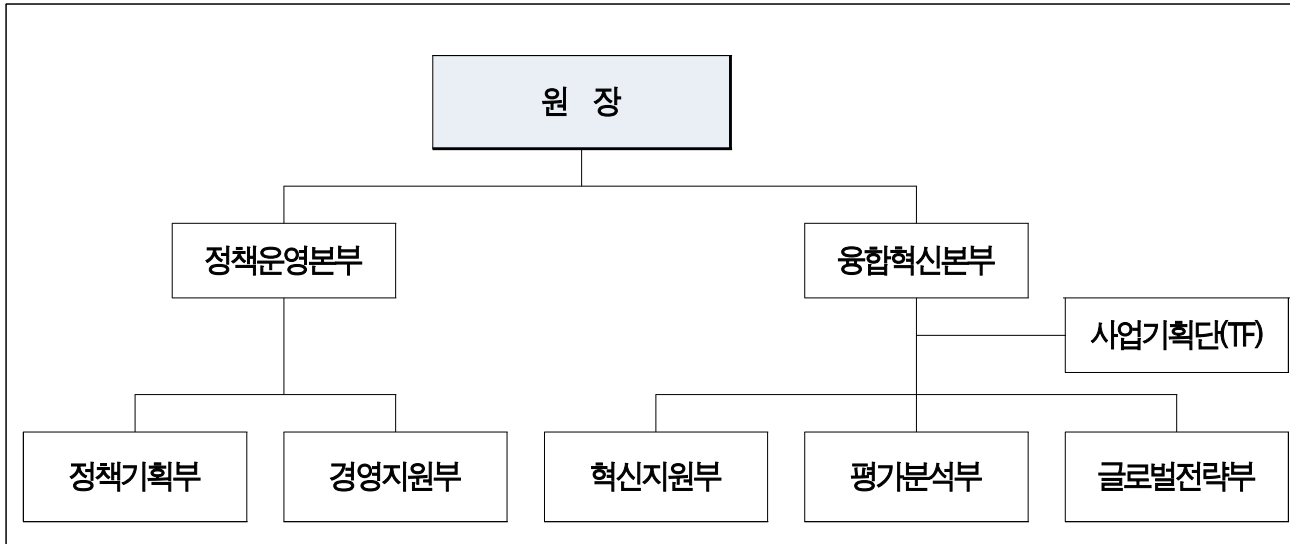 원 장
정책운영본부
융합혁신본부
사업기획단(TF)
정책기획부
경영지원부
혁신지원부
평가분석부
글로벌전략부